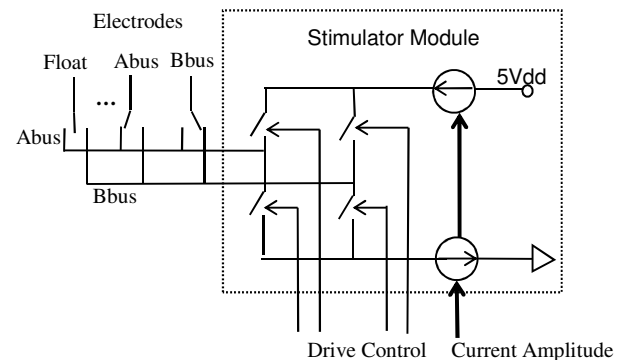 Electrodes
Stimulator Module
Float
Abus
Bbus
5Vdd
...
Abus
Bbus
Drive Control
Current Amplitude